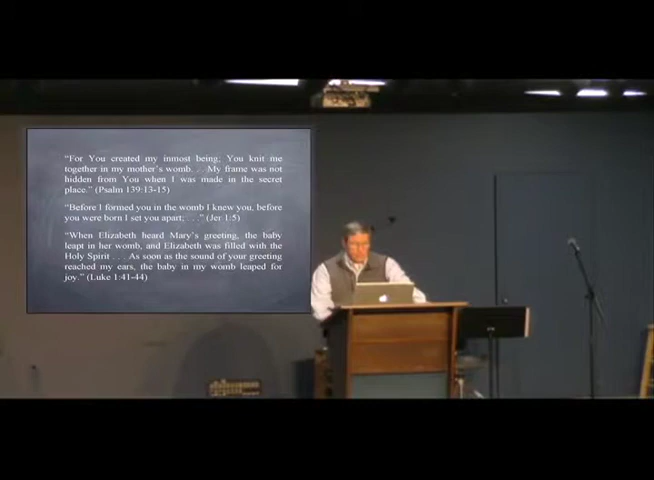 “For You created my inmost being; You knit me
together in my mother’s womb. . . My frame was not
hidden from You when I was made in the secret
place.” (Psalm 139:13-15)
“Before I formed you in the womb I knew you, before
you were born I set you apart; . . .” (Jer 1:5)
“When Elizabeth heard Mary’s greeting, the baby
leapt in her womb, and Elizabeth was filled with the
Holy Spirit . . . As soon as the sound of your greeting
reached my ears, the baby in my womb leaped for
joy.” (Luke 1:41-44)